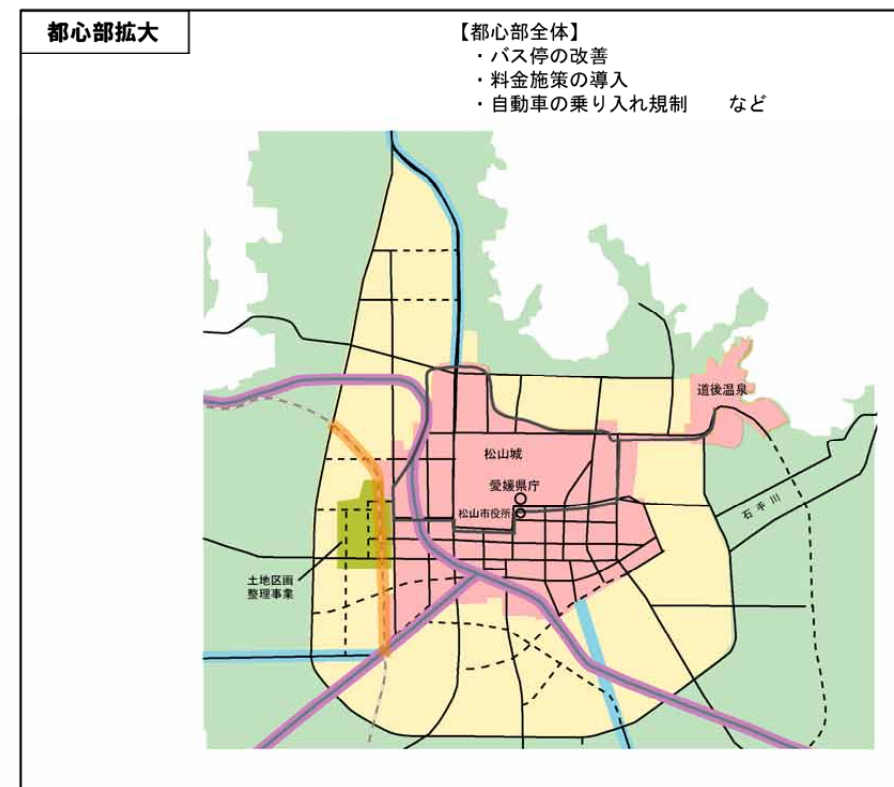 都心部拡大
【都心部全体】
・バス停の改善
・料金施策の導入
・自動車の乗り入れ規制　　など
道後温泉
松山城
愛媛県庁
松山市役所
石手川
土地区画
整理事業